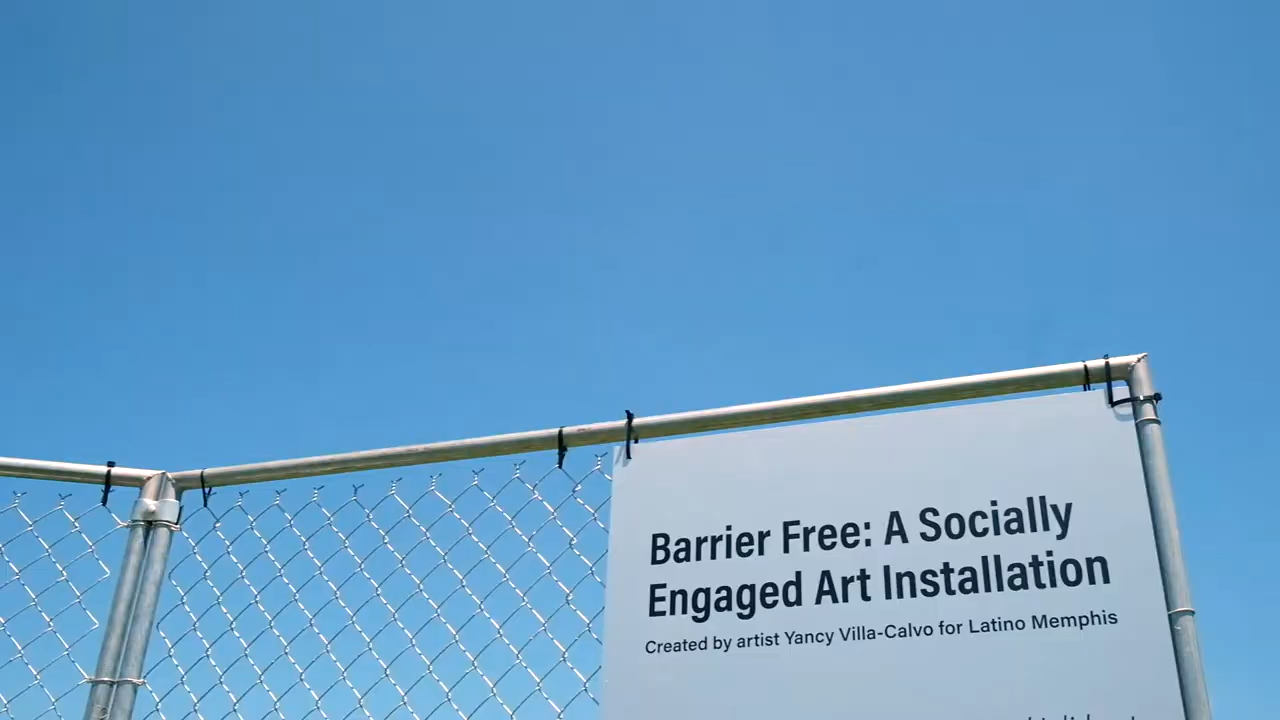 Barrier Free: A Socially
Engaged Art Installation
Created by artist Yancy Villa-Calvo for Latino Memphis